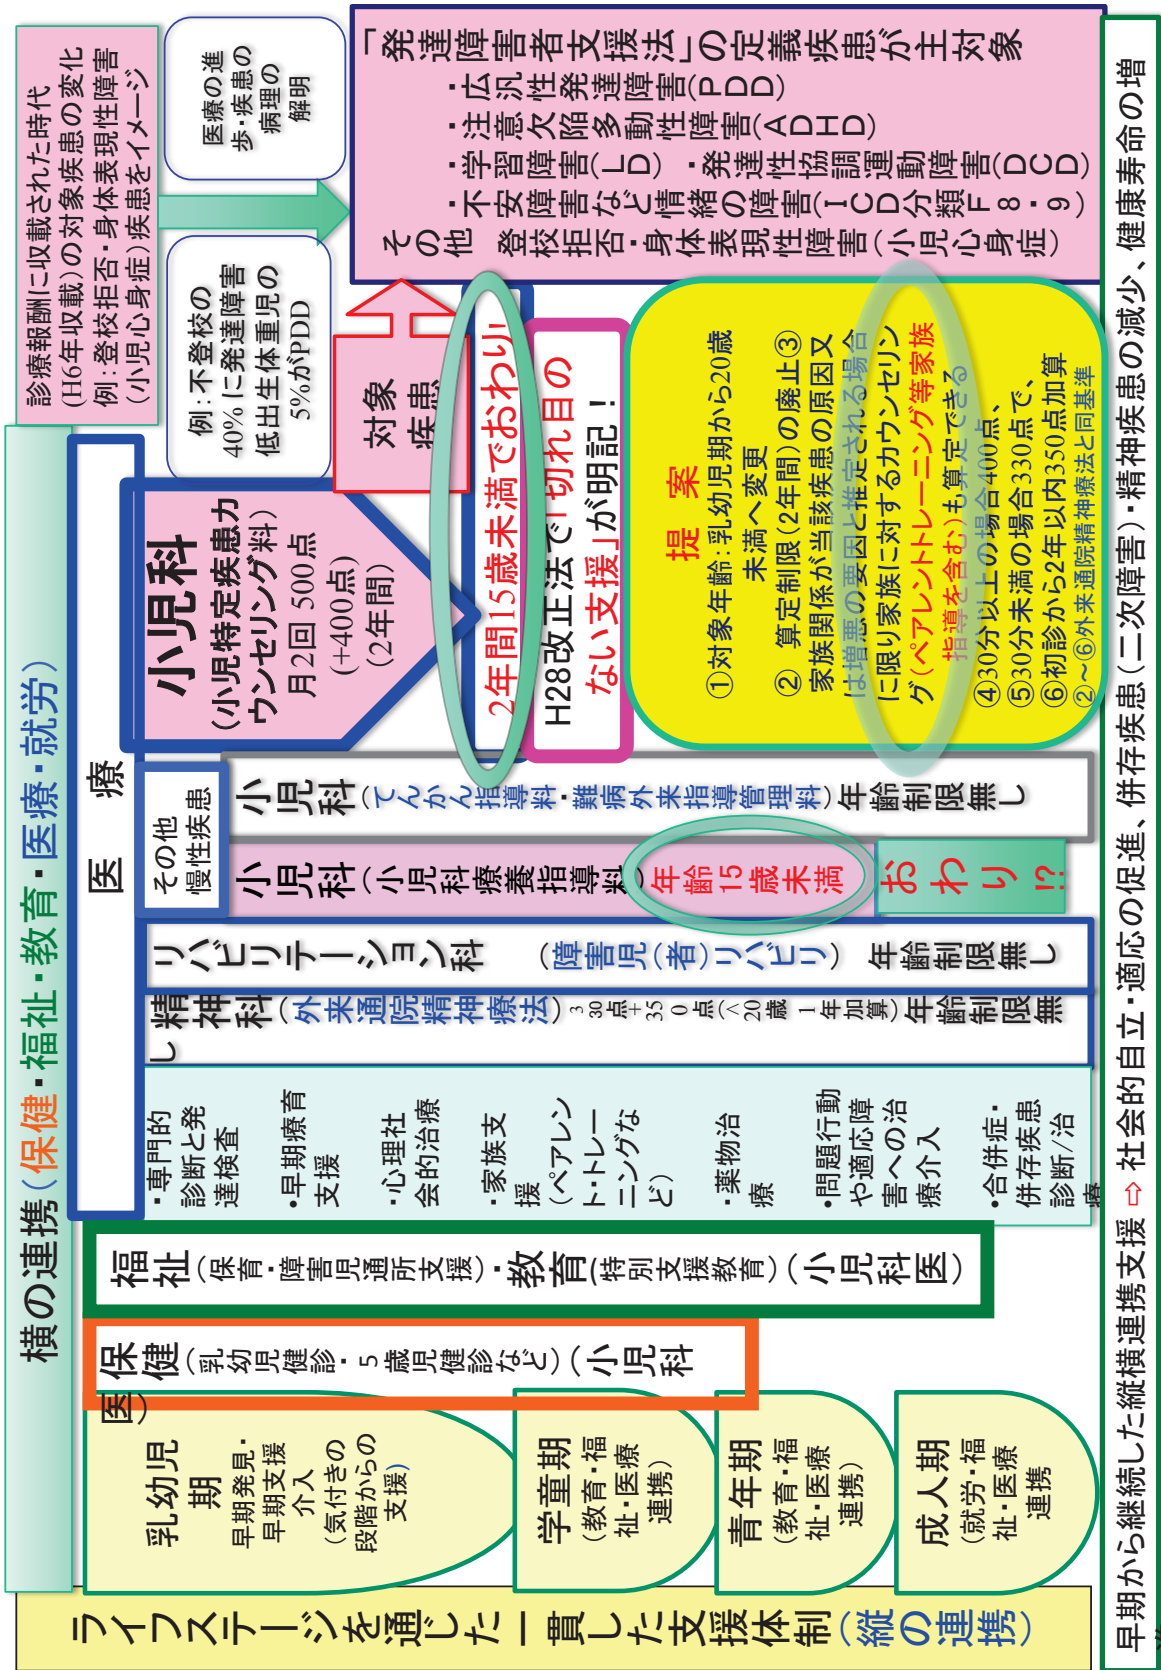 横の連携(保健・福祉・教育・医療・就労)
ライフステージを通じた一貫した支援体制(縦の連携)
乳幼児
期
早期発見・
早期支援
介入
(気付きの
段階からの
支援)
学童期
(教育・福
祉・医療
連携)
青年期
(教育・福
祉・医療
連携)
成人期
(就労・福
祉・医療
連携
保健(乳幼児健診・5歳児健診など)(小児科
医)
福祉(保育・障害児通所支援)・教育(特別支援教育)(小児科医)
医 療
・専門的
診断と発
達検査
・早期療育
支援
・心理社
会的治療
・家族支
援
(ペアレン
ト・トレー
ニングな
ど)
・薬物治
療
・問題行動
や適応障
害への治
療介入
・合併症・
併存疾患
診断/治
療
精神科(外来通院精神療法)330点+350点(<20歳 1年加算)年齢制限無
し
リハビリテーション科 (障害児(者)リハビリ) 年齢制限無し
その他
慢性疾患
小児科(小児科療養指導料)年齢15歳未満
おわり!?
小児科(てんかん指導料・難病外来指導管理料)年齢制限無し
小児科
(小児特定疾患カ
ウンセリング料)
月2回 500点
(+400点)
(2年間)
2年間15歳未満でおわり!
H28改正法で「切れ目の
ない支援」が明記!
提 案
①対象年齢:乳幼児期から20歳
未満へ変更
② 算定制限(2年間)の廃止③
家族関係が当該疾患の原因又
は増悪の要因と推定される場合
に限り家族に対するカウンセリン
グ(ペアレントトレーニング等家族
指導を含む)も算定できる
④30分以上の場合400点、
⑤30分未満の場合330点で、
⑥初診から2年以内350点加算
②~⑥外来通院精神療法と同基準
対象
疾患
診療報酬に収載された時代
(H6年収載)の対象疾患の変化
例:登校拒否・身体表現性障害
(小児心身症)疾患をイメージ
例:不登校の
40%に発達障害
低出生体重児の
5%がPDD
医療の進
歩・疾患の
病理の
解明
「発達障害者支援法」の定義疾患が主対象
・広汎性発達障害(PDD)
・注意欠陥多動性障害(ADHD)
・学習障害(LD) ・発達性協調運動障害(DCD)
・不安障害など情緒の障害(ICD分類F8・9)
その他 登校拒否・身体表現性障害(小児心身症)
早期から継続した縦横連携支援⇨社会的自立・適応の促進、併存疾患(二次障害)・精神疾患の減少、健康寿命の増